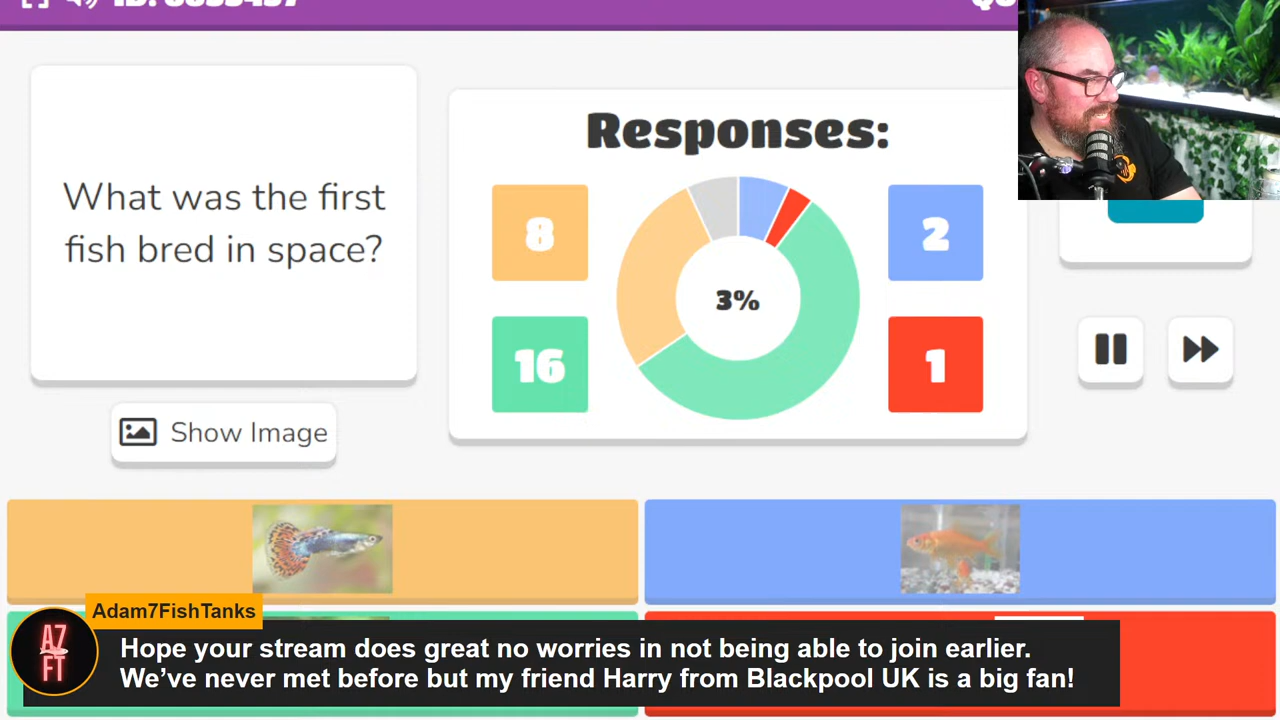 What was the first
fish bred in space?
Show Image
Responses:
8
2
3%
16
1
Adam7FishTanks
A7
FT
Hope your stream does great no worries in not being able to join earlier.
We've never met before but my friend Harry from Blackpool UK is a big fan!